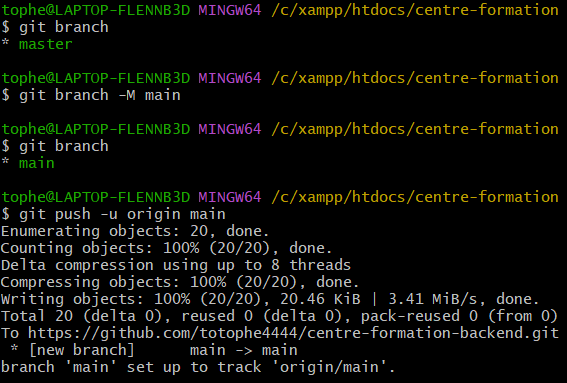 tophe@LAPTOP-FLENNB3D MINGW64 /c/xampp/htdocs/centre-formation
$ git branch
* master
tophe@LAPTOP-FLENNB3D MINGW64 /c/xampp/htdocs/centre-formation
$ git branch -M main
tophe@LAPTOP-FLENNB3D MINGW64 /c/xampp/htdocs/centre-formation
$ git branch
* main
tophe@LAPTOP-FLENNB3D MINGW64 /c/xampp/htdocs/centre-formation
$ git push -u origin main
Enumerating objects: 20, done.
Counting objects: 100% (20/20), done.
Delta compression using up to 8 threads
Compressing objects: 100% (20/20), done.
Writing objects: 100% (20/20), 20.46 KiB | 3.41 MiB/s, done.
Total 20 (delta 0), reused 0 (delta 0), pack-reused 0 (from 0)
To https://github.com/totophe4444/centre-formation-backend.git
 * [new branch]      main -> main
branch 'main' set up to track 'origin/main'.